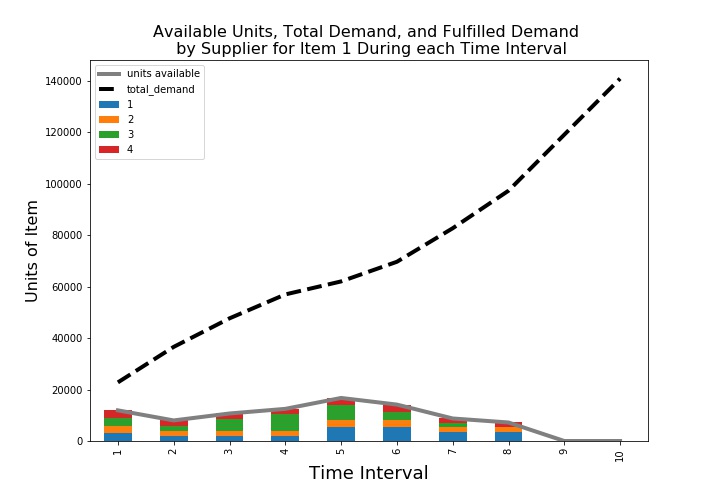 Available Units, Total Demand, and Fulfilled Demand
by Supplier for Item 1 During each Time Interval
units available
total_demand
1
2
3
4
Units of Item
140000
120000
100000
80000
60000
40000
20000
0
1 2 3 4 5 6 7 8 9 10
Time Interval